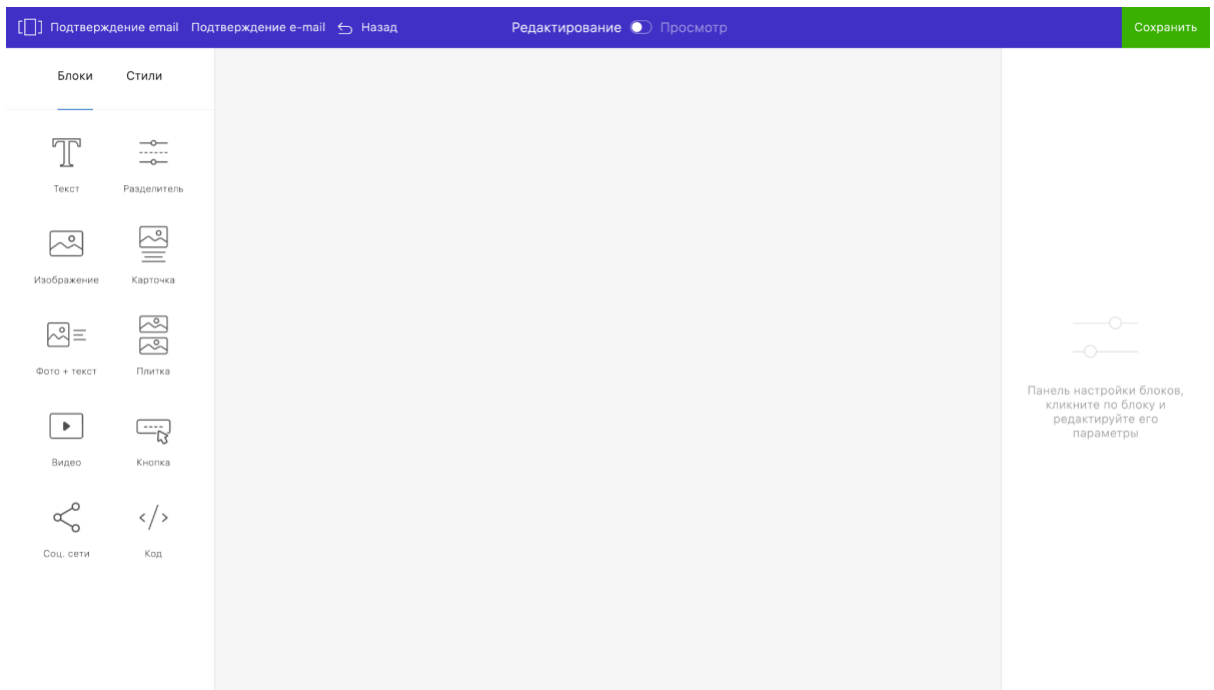 Подтверждение email Подтверждение e-mail Назад Редактирование Просмотр Сохранить
Блоки Стили
Текст Разделитель
Изображение Карточка
Фото + текст Плитка
Видео Кнопка
Соц. сети Код
Панель настройки блоков,
кликните по блоку и
редактируйте его
параметры